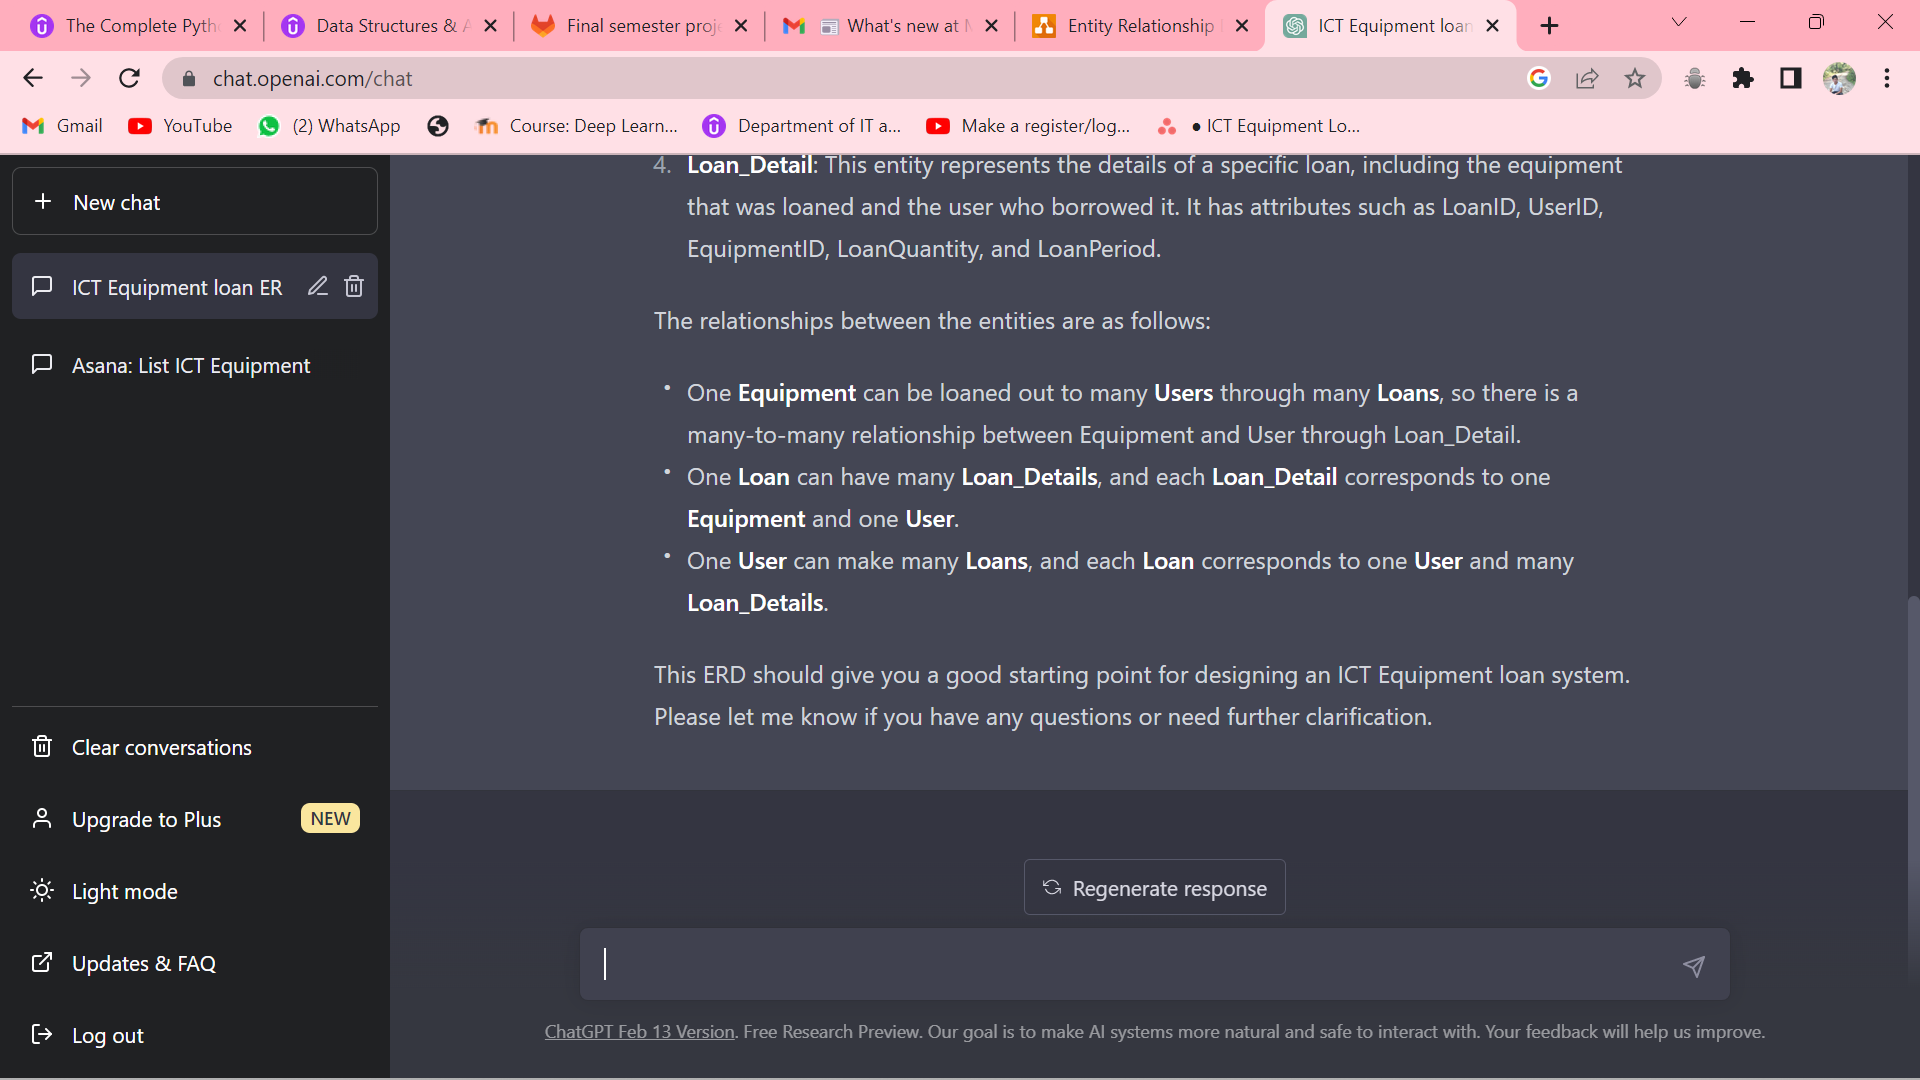 The Complete Pyth
Data Structures & A
Final semester proje
What's new at M
Entity Relationship
ICT Equipment loan
chat.openai.com/chat
Gmail
YouTube
(2) WhatsApp
Course: Deep Learn...
Department of IT a...
Make a register/log...
• ICT Equipment Lo...
New chat
ICT Equipment loan ER
Asana: List ICT Equipment
Clear conversations
Upgrade to Plus NEW
Light mode
Updates & FAQ
Log out
4. Loan_Detail: This entity represents the details of a specific loan, including the equipment
that was loaned and the user who borrowed it. It has attributes such as LoanID, UserID,
EquipmentID, LoanQuantity, and LoanPeriod.
The relationships between the entities are as follows:
• One Equipment can be loaned out to many Users through many Loans, so there is a
many-to-many relationship between Equipment and User through Loan_Detail.
• One Loan can have many Loan_Details, and each Loan_Detail corresponds to one
Equipment and one User.
• One User can make many Loans, and each Loan corresponds to one User and many
Loan_Details.
This ERD should give you a good starting point for designing an ICT Equipment loan system.
Please let me know if you have any questions or need further clarification.
Regenerate response
ChatGPT Feb 13 Version. Free Research Preview. Our goal is to make AI systems more natural and safe to interact with. Your feedback will help us improve.